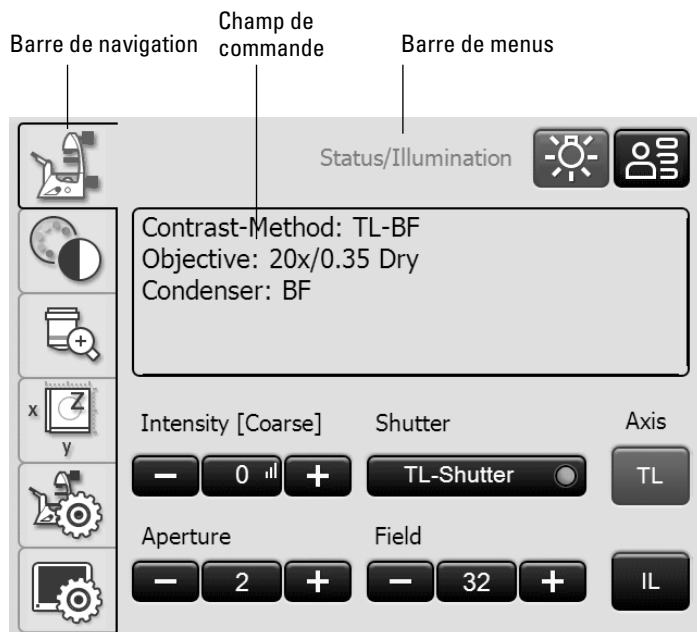 Champ de
Barre de navigation commande Barre de menus
Status/Illumination
Contrast-Method: TL-BF
Objective: 20x/0.35 Dry
Condenser: BF
x Z
y
Intensity [Coarse] Shutter Axis
− 0 + TL-Shutter TL
Aperture Field
− 2 + − 32 + IL